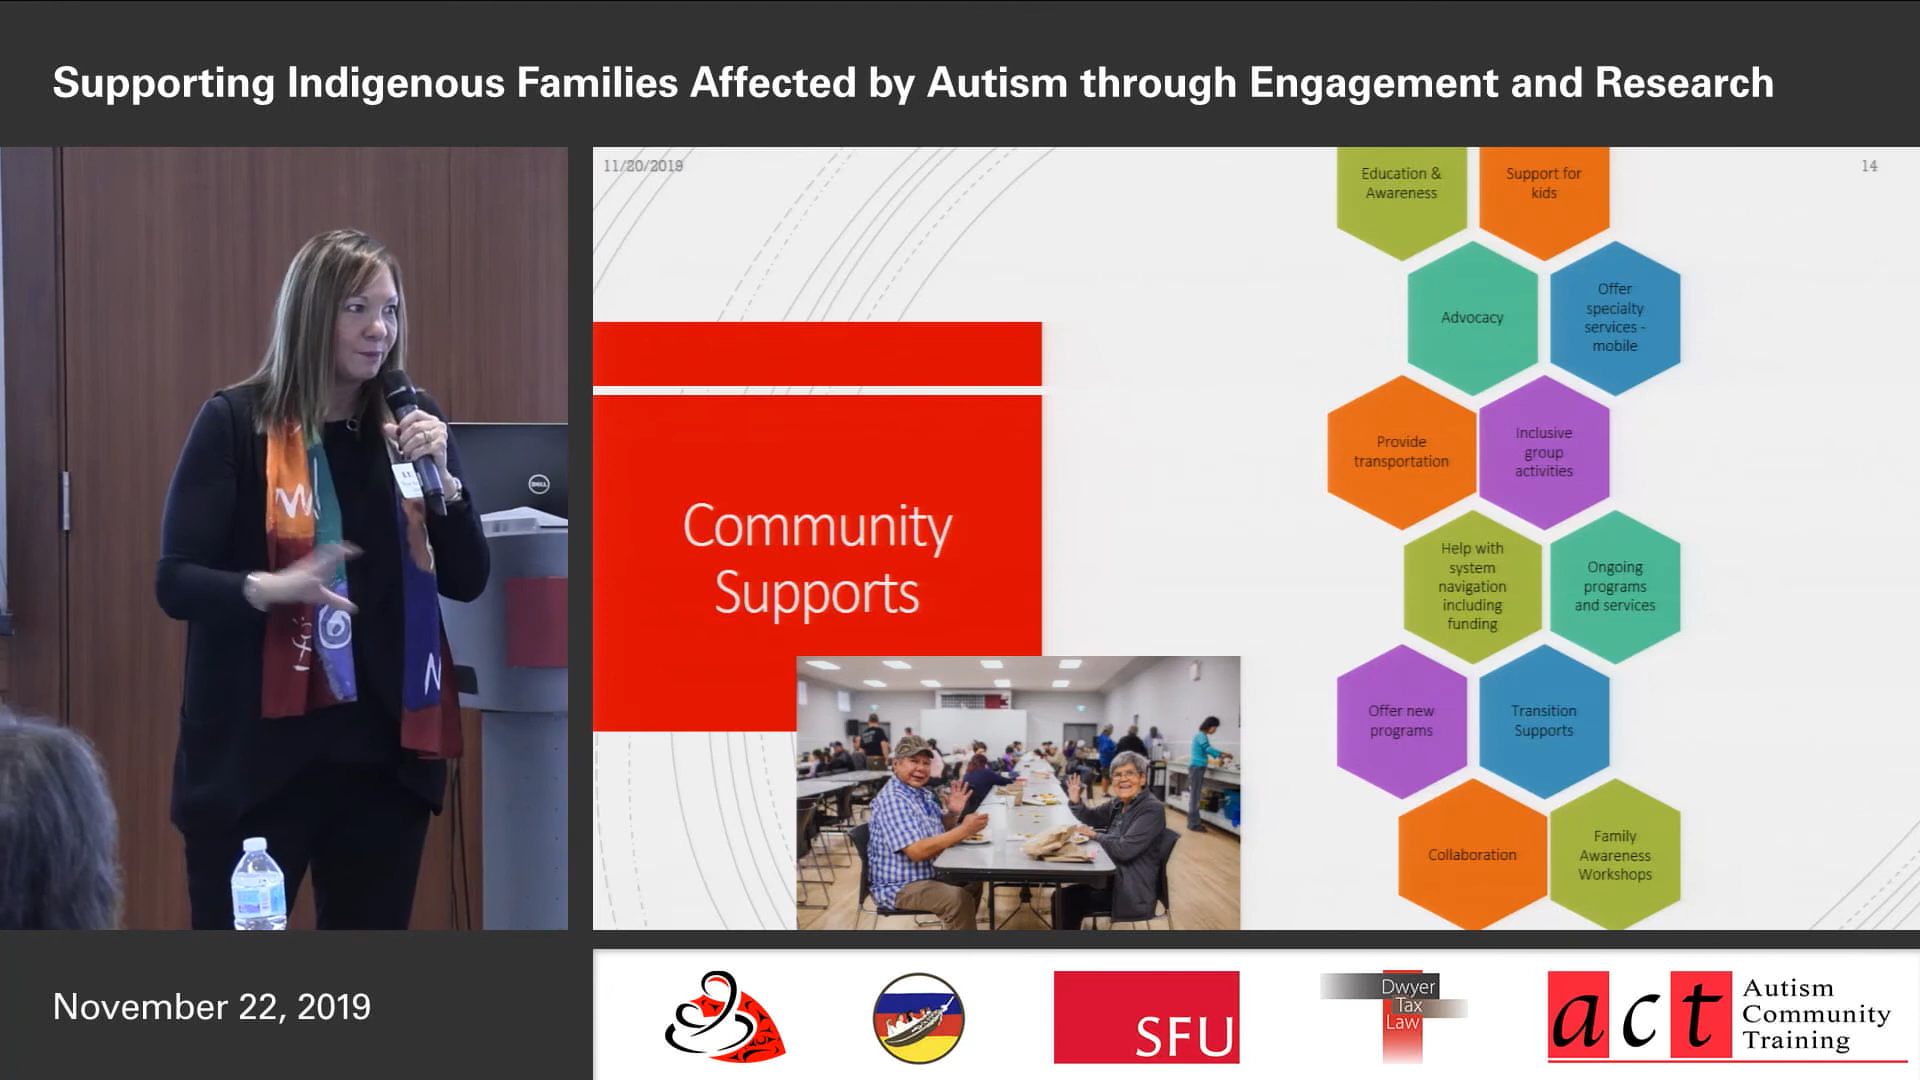 Supporting Indigenous Families Affected by Autism through Engagement and Research
11/20/2019
14
Education &
Awareness
Support for
kids
Advocacy
Offer
specialty
services -
mobile
Provide
transportation
Inclusive
group
activities
Community
Supports
Help with
system
navigation
including
funding
Ongoing
programs
and services
Offer new
programs
Transition
Supports
Collaboration
Family
Awareness
Workshops
DELL
November 22, 2019
SFU
Dwyer
Tax
Law
act
Autism
Community
Training